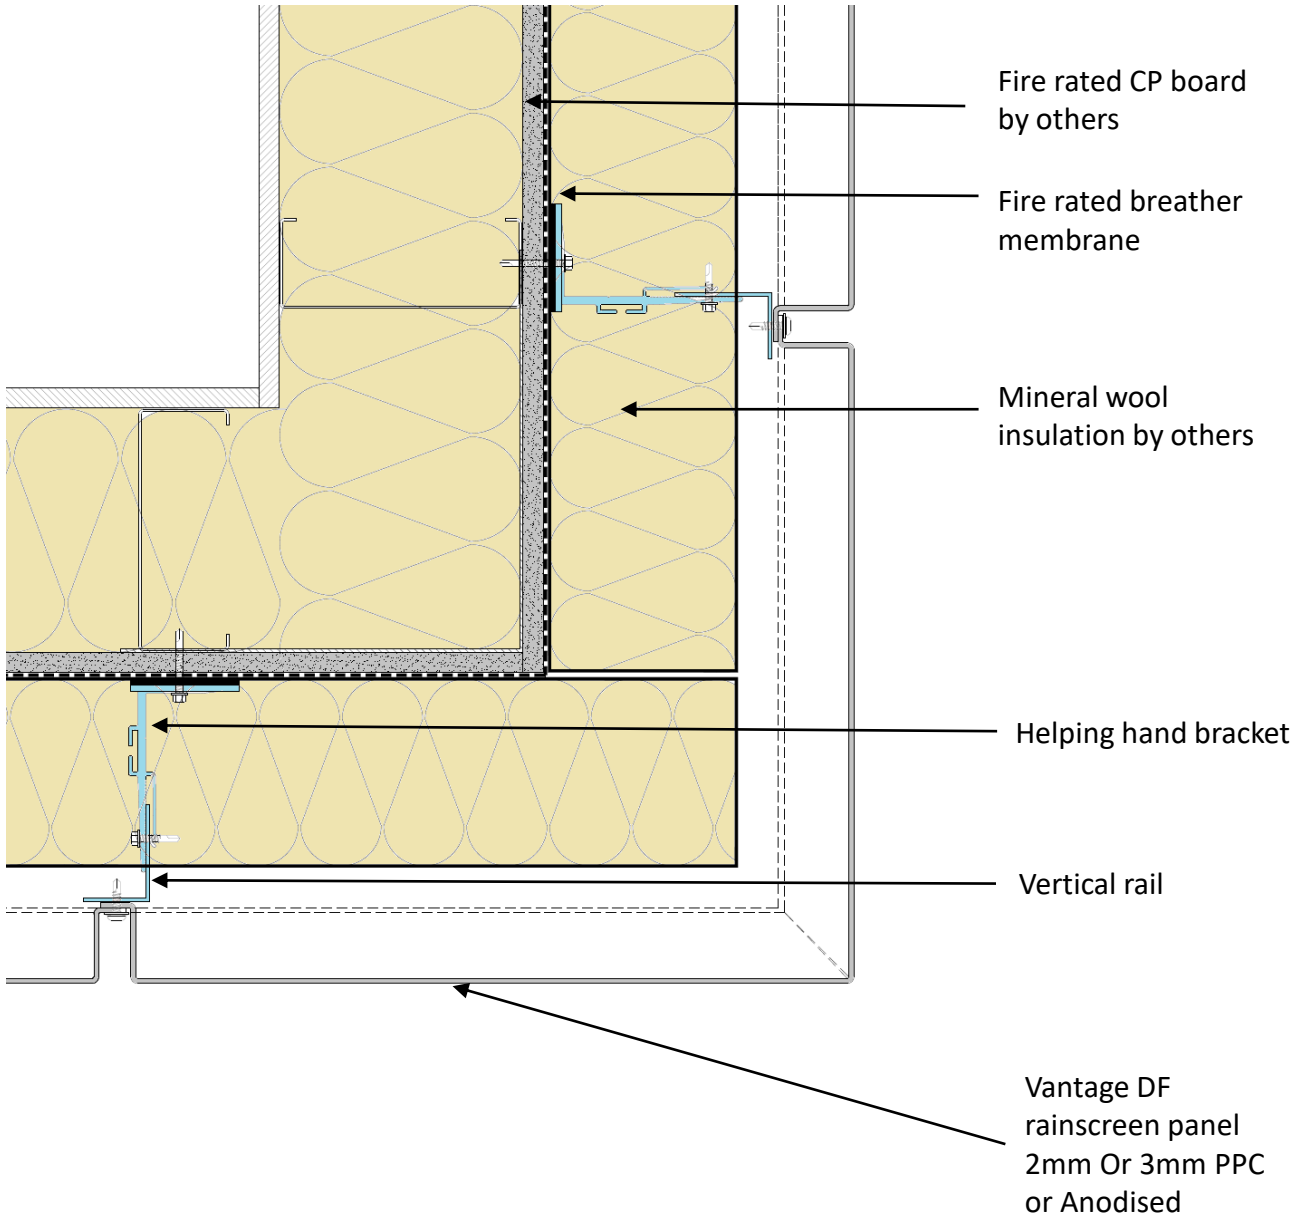 Fire rated CP board
by others
Fire rated breather
membrane
Mineral wool
insulation by others
Helping hand bracket
Vertical rail
Vantage DF
rainscreen panel
2mm Or 3mm PPC
or Anodised